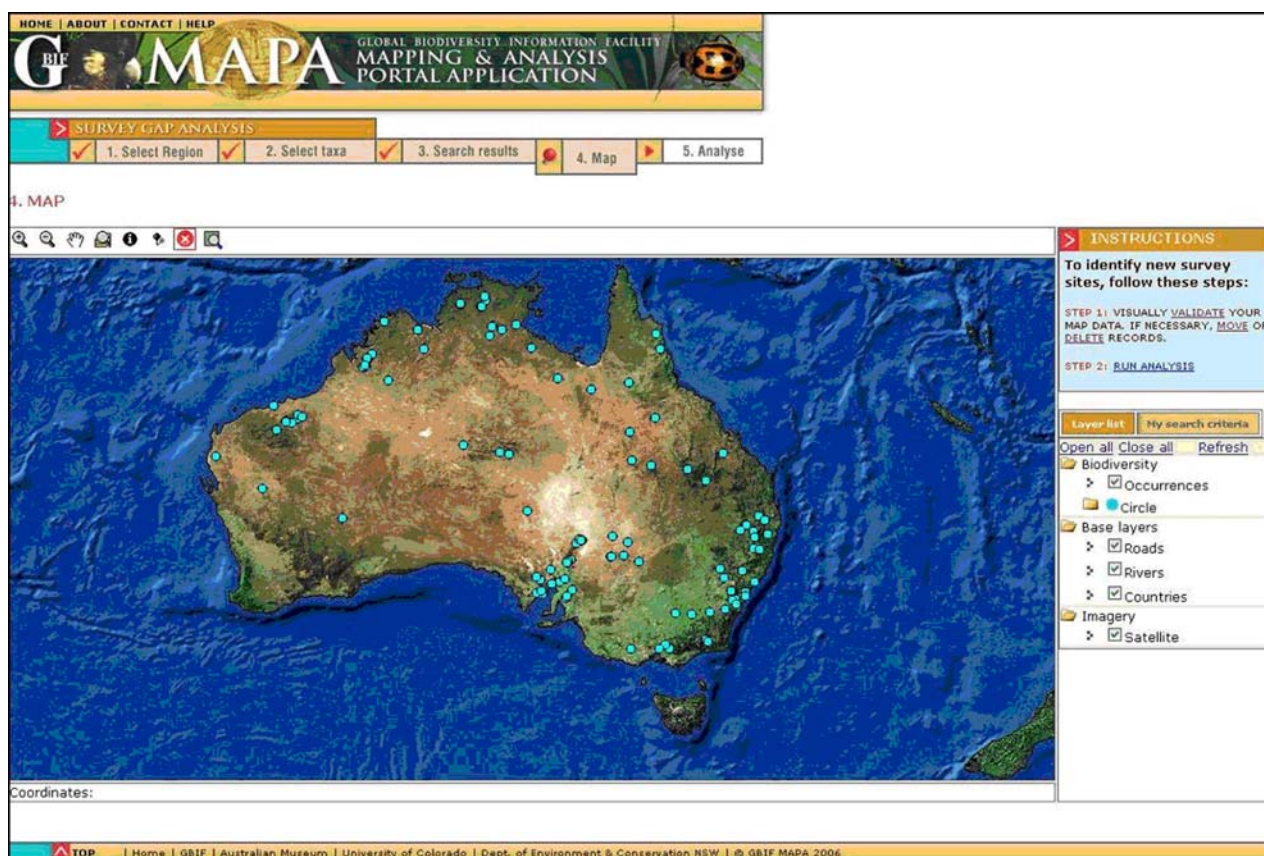 HOME | ABOUT | CONTACT | HELP
GBIF MAPA
GLOBAL BIODIVERSITY INFORMATION FACILITY
MAPPING & ANALYSIS
PORTAL APPLICATION
SURVEY GAP ANALYSIS
1. Select Region 2. Select taxa 3. Search results 4. Map 5. Analyse
4. MAP
INSTRUCTIONS
To identify new survey
sites, follow these steps:
STEP 1: VISUALLY VALIDATE YOUR
MAP DATA. IF NECESSARY, MOVE OR
DELETE RECORDS.
STEP 2: RUN ANALYSIS
Layer list My search criteria
Open all Close all Refresh
Biodiversity
Occurrences
Circle
Base layers
Roads
Rivers
Countries
Imagery
Satellite
Coordinates:
TOP | Home | GBIF | Australian Museum | University of Colorado | Dept. of Environment & Conservation NSW | © GBIF MAPA 2006